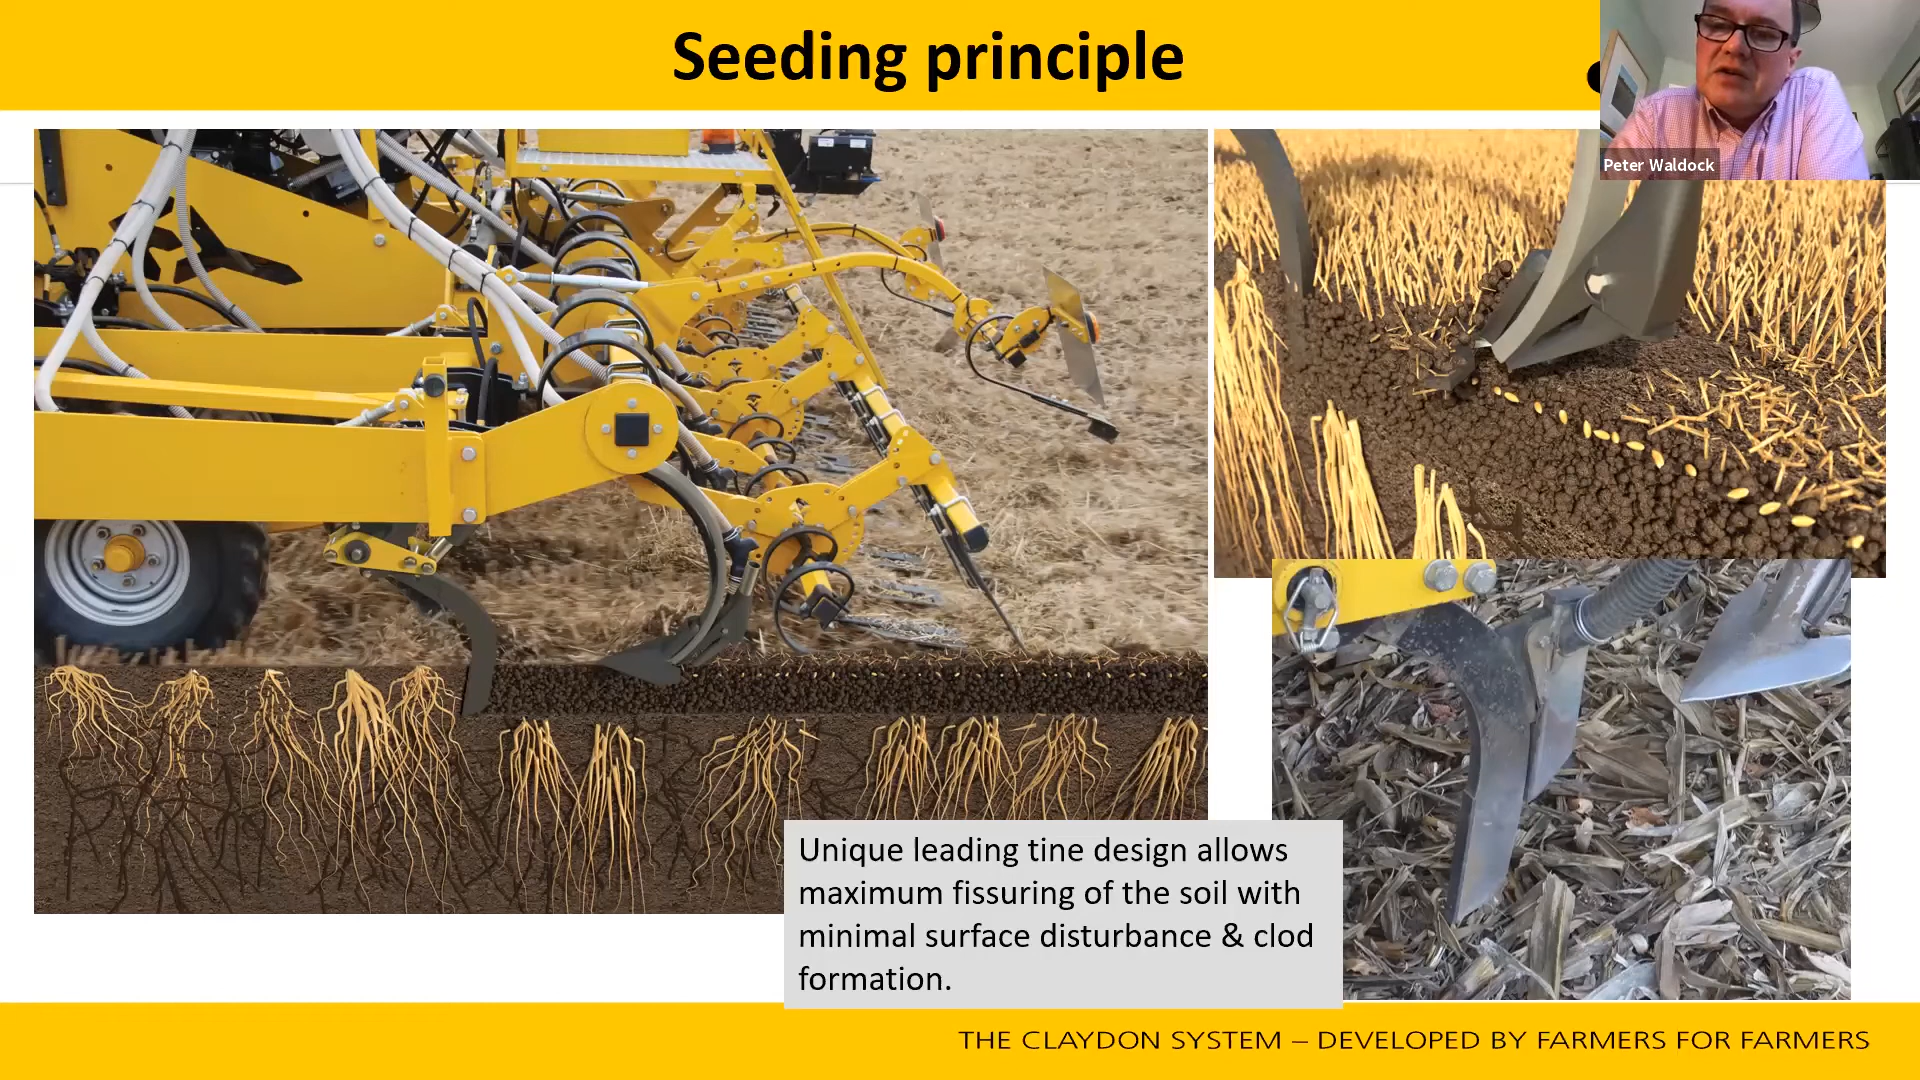 Seeding principle
Peter Waldock
Unique leading tine design allows
maximum fissuring of the soil with
minimal surface disturbance & clod
formation.
THE CLAYDON SYSTEM – DEVELOPED BY FARMERS FOR FARMERS